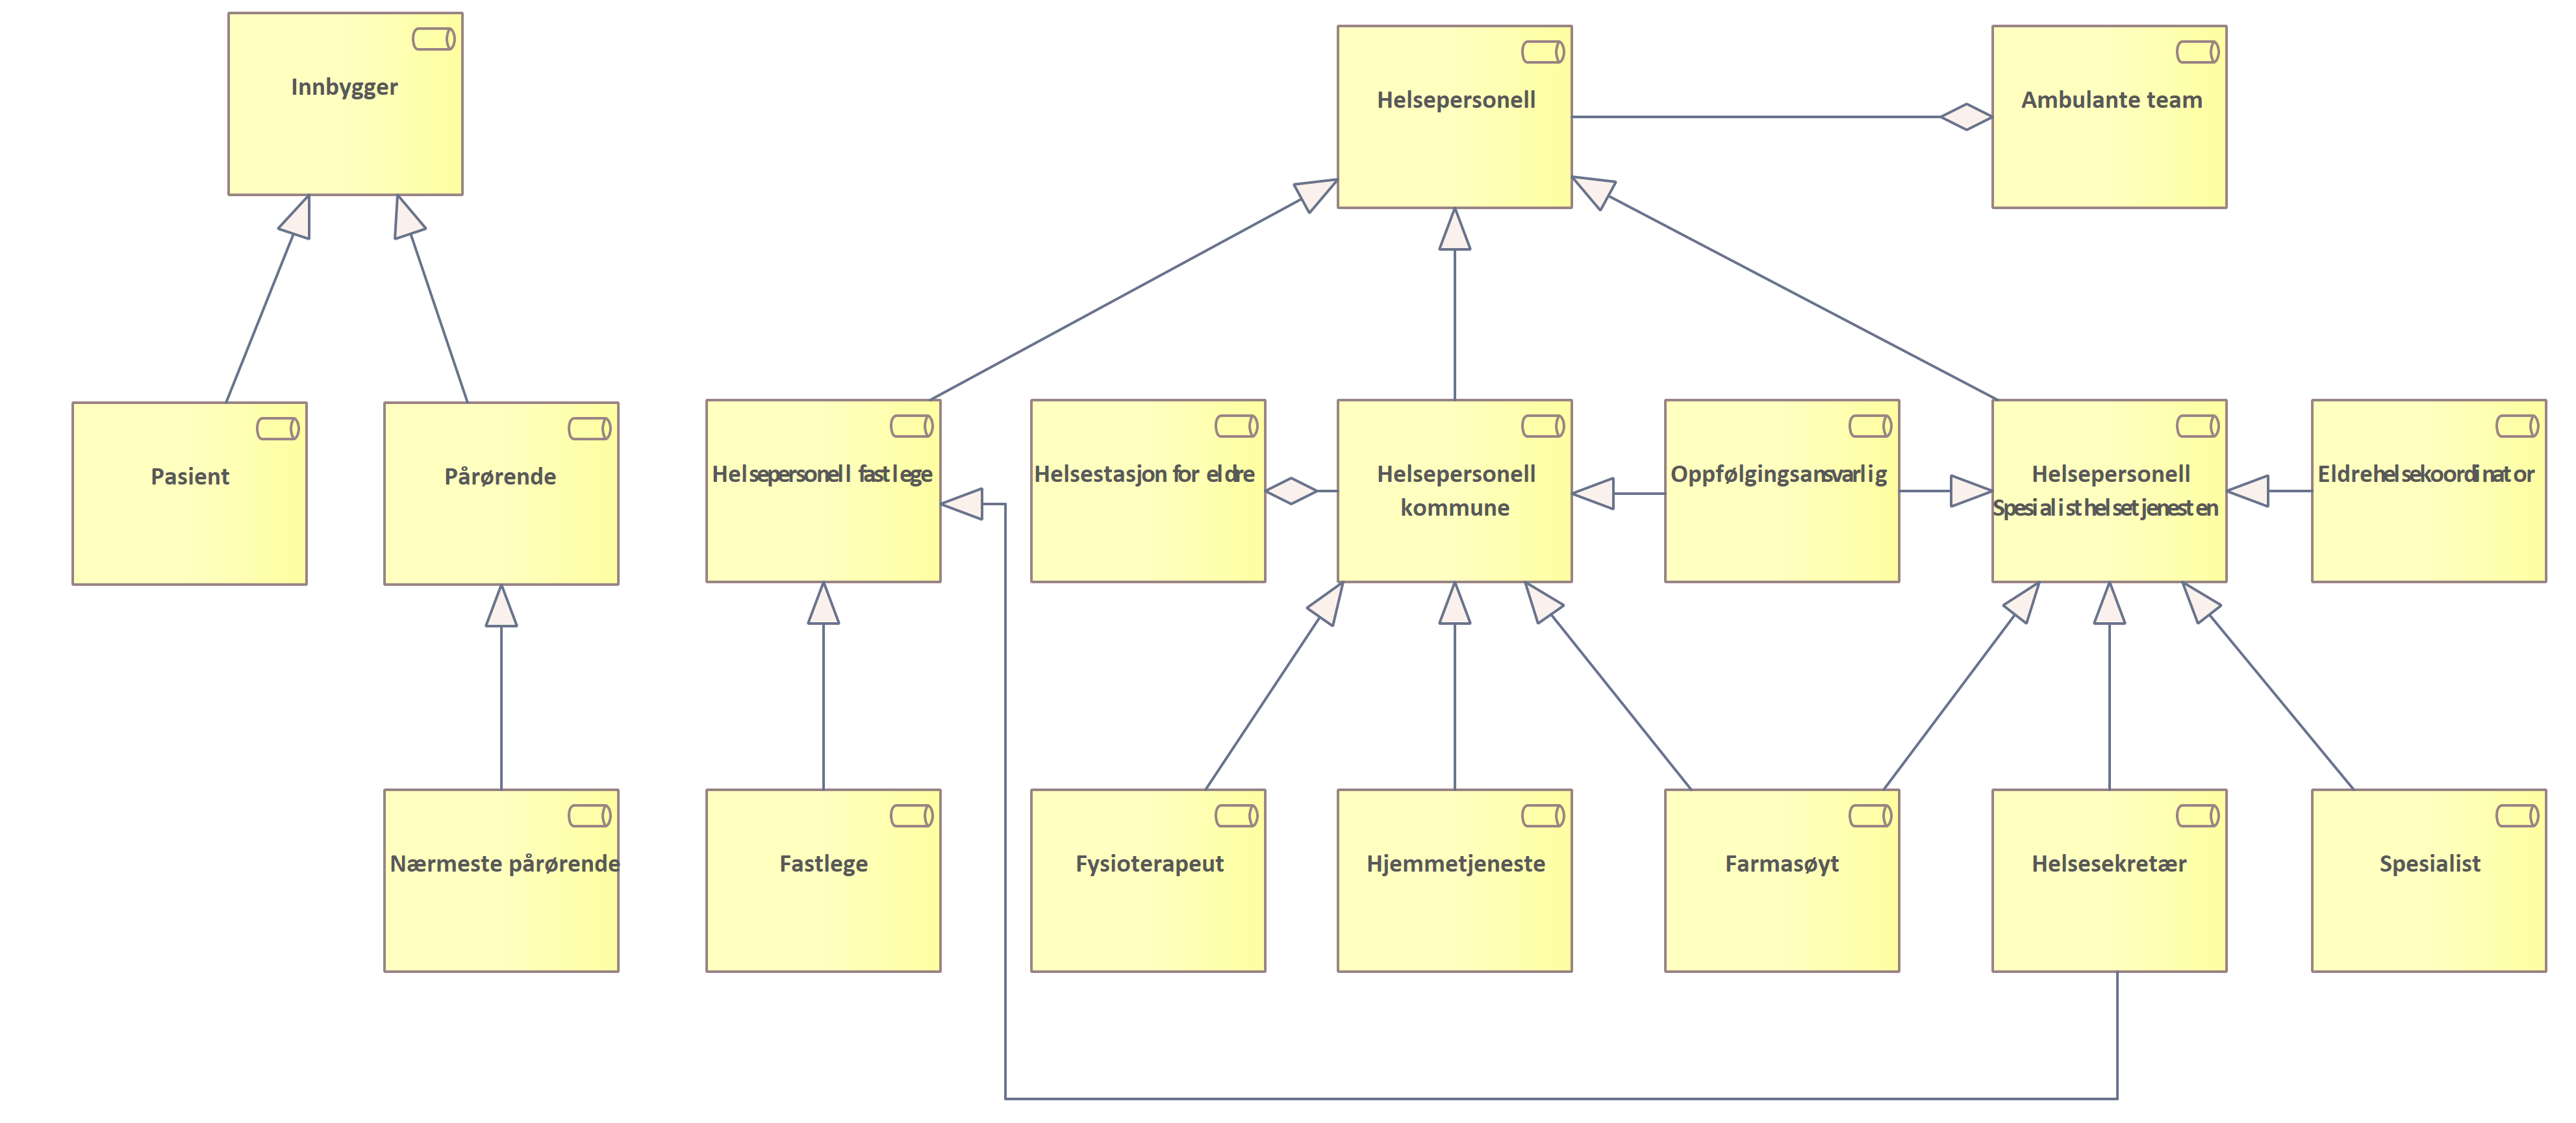 Innbygger
Helsepersonell
Ambulante team
Pasient
Pårørende
Helsepersonell fastlege
Helsestasjon for eldre
Helsepersonell
kommune
Oppfølgingsansvarlig
Helsepersonell
Spesialisthelsetjenesten
Eldrehelsekoordinator
Nærmeste pårørende
Fastlege
Fysioterapeut
Hjemmetjeneste
Farmasøyt
Helsesekretær
Spesialist